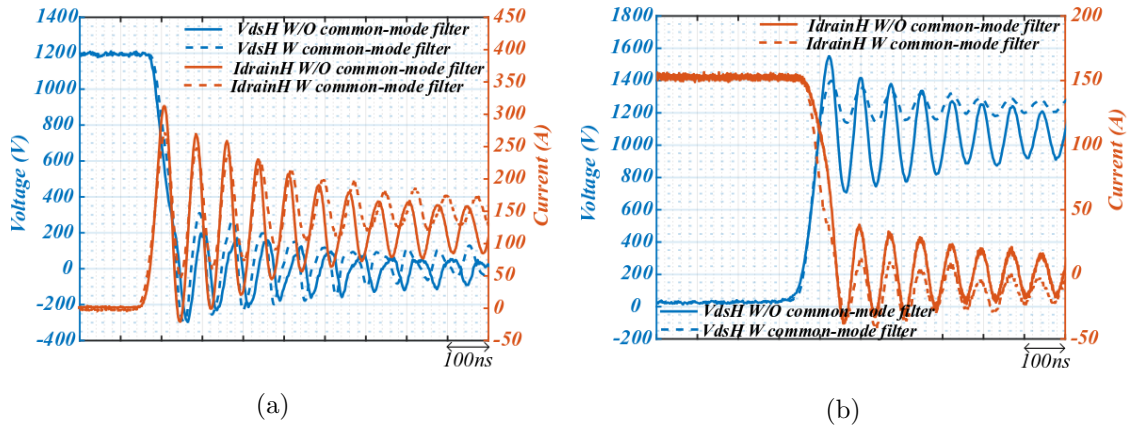 1400
1200
1000
800
600
400
200
0
-200
-400
Voltage (V)
VdsH W/O common-mode filter
VdsH W common-mode filter
IdrainH W/O common-mode filter
IdrainH W common-mode filter
450
400
350
300
250
200
150
100
50
0
-50
Current (A)
100ns
(a)
1800
1600
1400
1200
1000
800
600
400
200
0
-200
Voltage (V)
IdrainH W/O common-mode filter
IdrainH W common-mode filter
VdsH W/O common-mode filter
VdsH W common-mode filter
200
150
100
50
0
-50
Current (A)
100ns
(b)